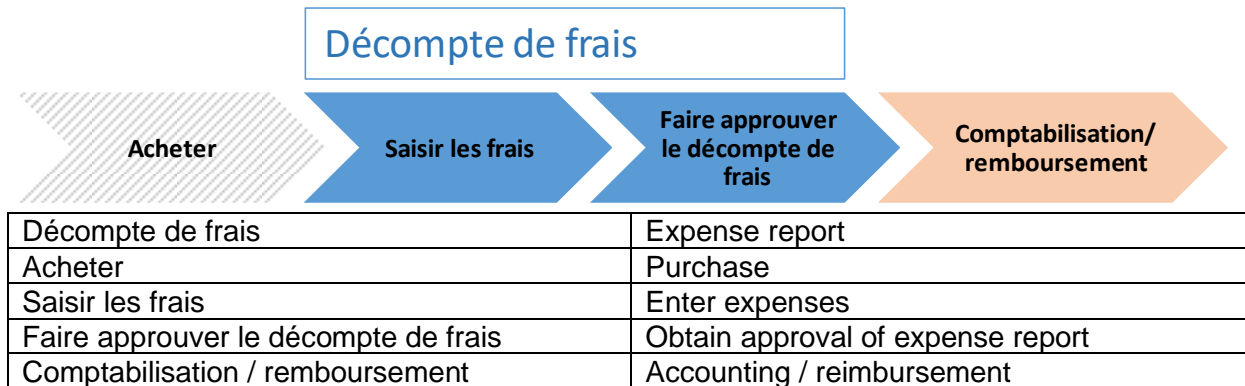 Décompte de frais
Acheter
Saisir les frais
Faire approuver
le décompte de
frais
Comptabilisation/
remboursement
Décompte de frais Expense report
Acheter Purchase
Saisir les frais Enter expenses
Faire approuver le décompte de frais Obtain approval of expense report
Comptabilisation / remboursement Accounting / reimbursement